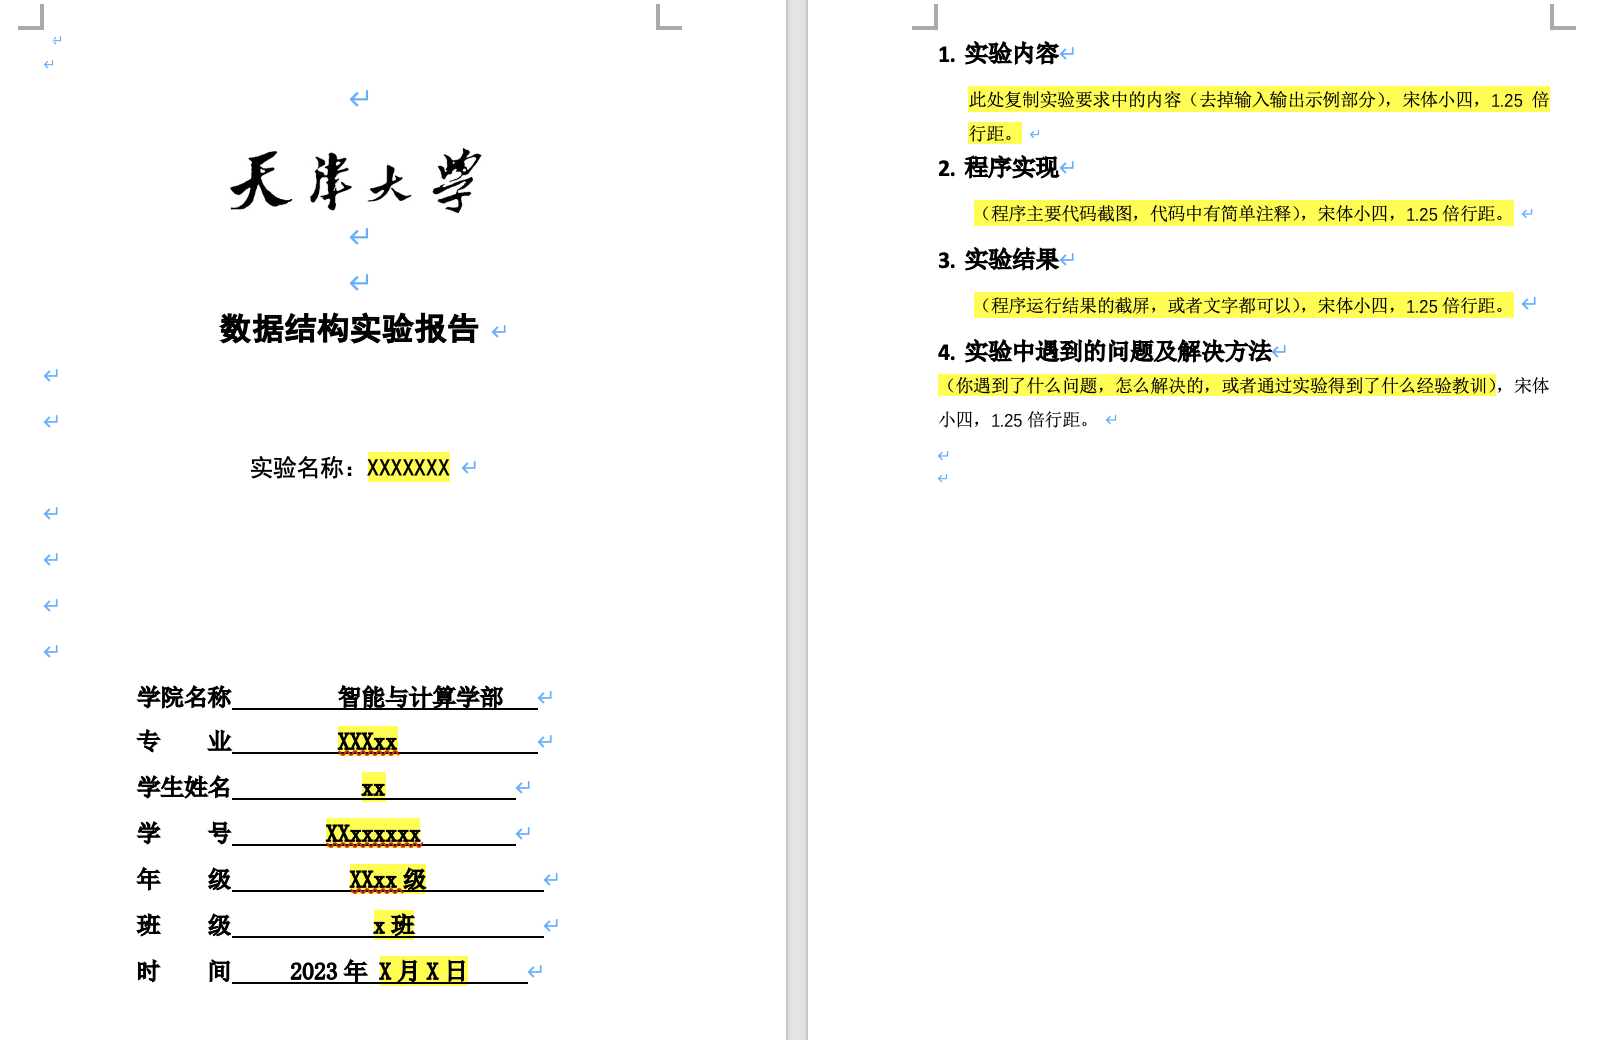 天津大学
数据结构实验报告
实验名称：XXXXXXX
学院名称 智能与计算学部
专 业 XXXxx
学生姓名 xx
学 号 XXxxxxxx
年 级 XXxx 级
班 级 x 班
时 间 2023 年 X 月 X 日
1. 实验内容
此处复制实验要求中的内容（去掉输入输出示例部分），宋体小四，1.25 倍
行距。
2. 程序实现
（程序主要代码截图，代码中有简单注释），宋体小四，1.25 倍行距。
3. 实验结果
（程序运行结果的截屏，或者文字都可以），宋体小四，1.25 倍行距。
4. 实验中遇到的问题及解决方法
（你遇到了什么问题，怎么解决的，或者通过实验得到了什么经验教训），宋体
小四，1.25 倍行距。